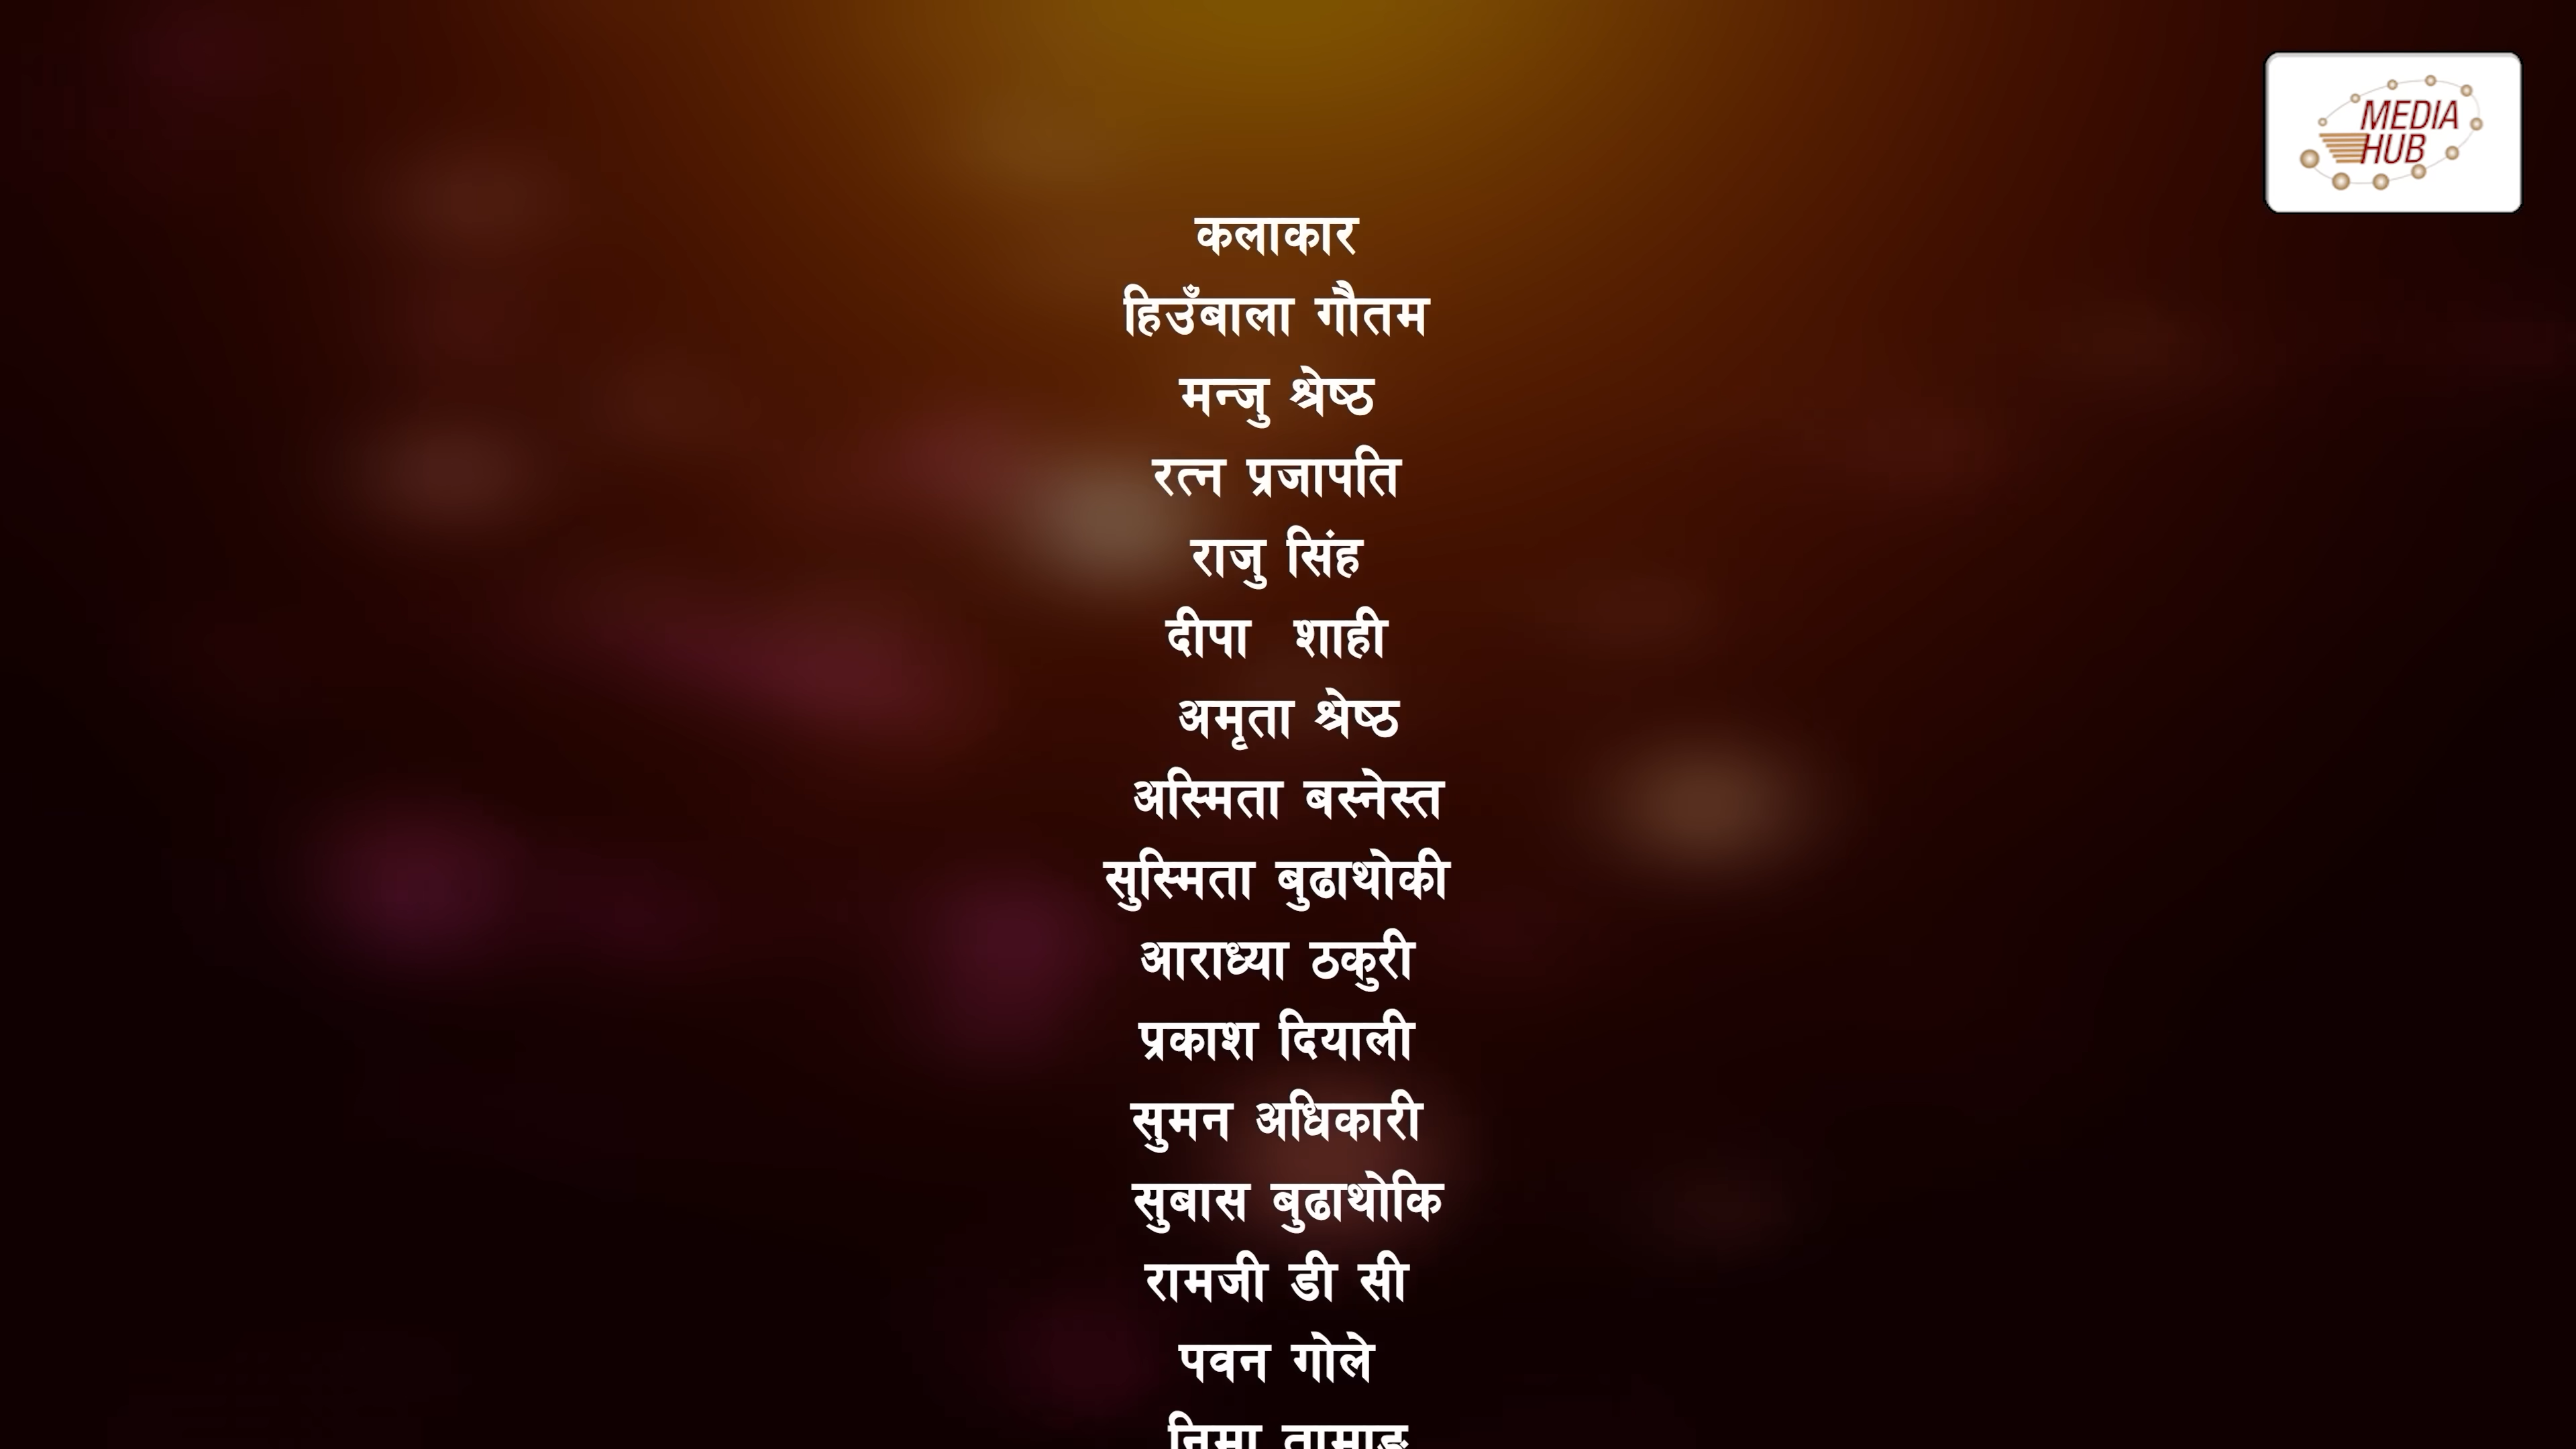 MEDIA
HUB
कलाकार
हिउँबाला गौतम
मन्जु श्रेष्ठ
रत्न प्रजापति
राजु सिंह
दीपा शाही
अमृता श्रेष्ठ
अस्मिता बस्नेस्त
सुस्मिता बुढाथोकी
आराध्या ठकुरी
प्रकाश दियाली
सुमन अधिकारी
सुबास बुढाथोकि
रामजी डी सी
पवन गोले
निमा तामाङ